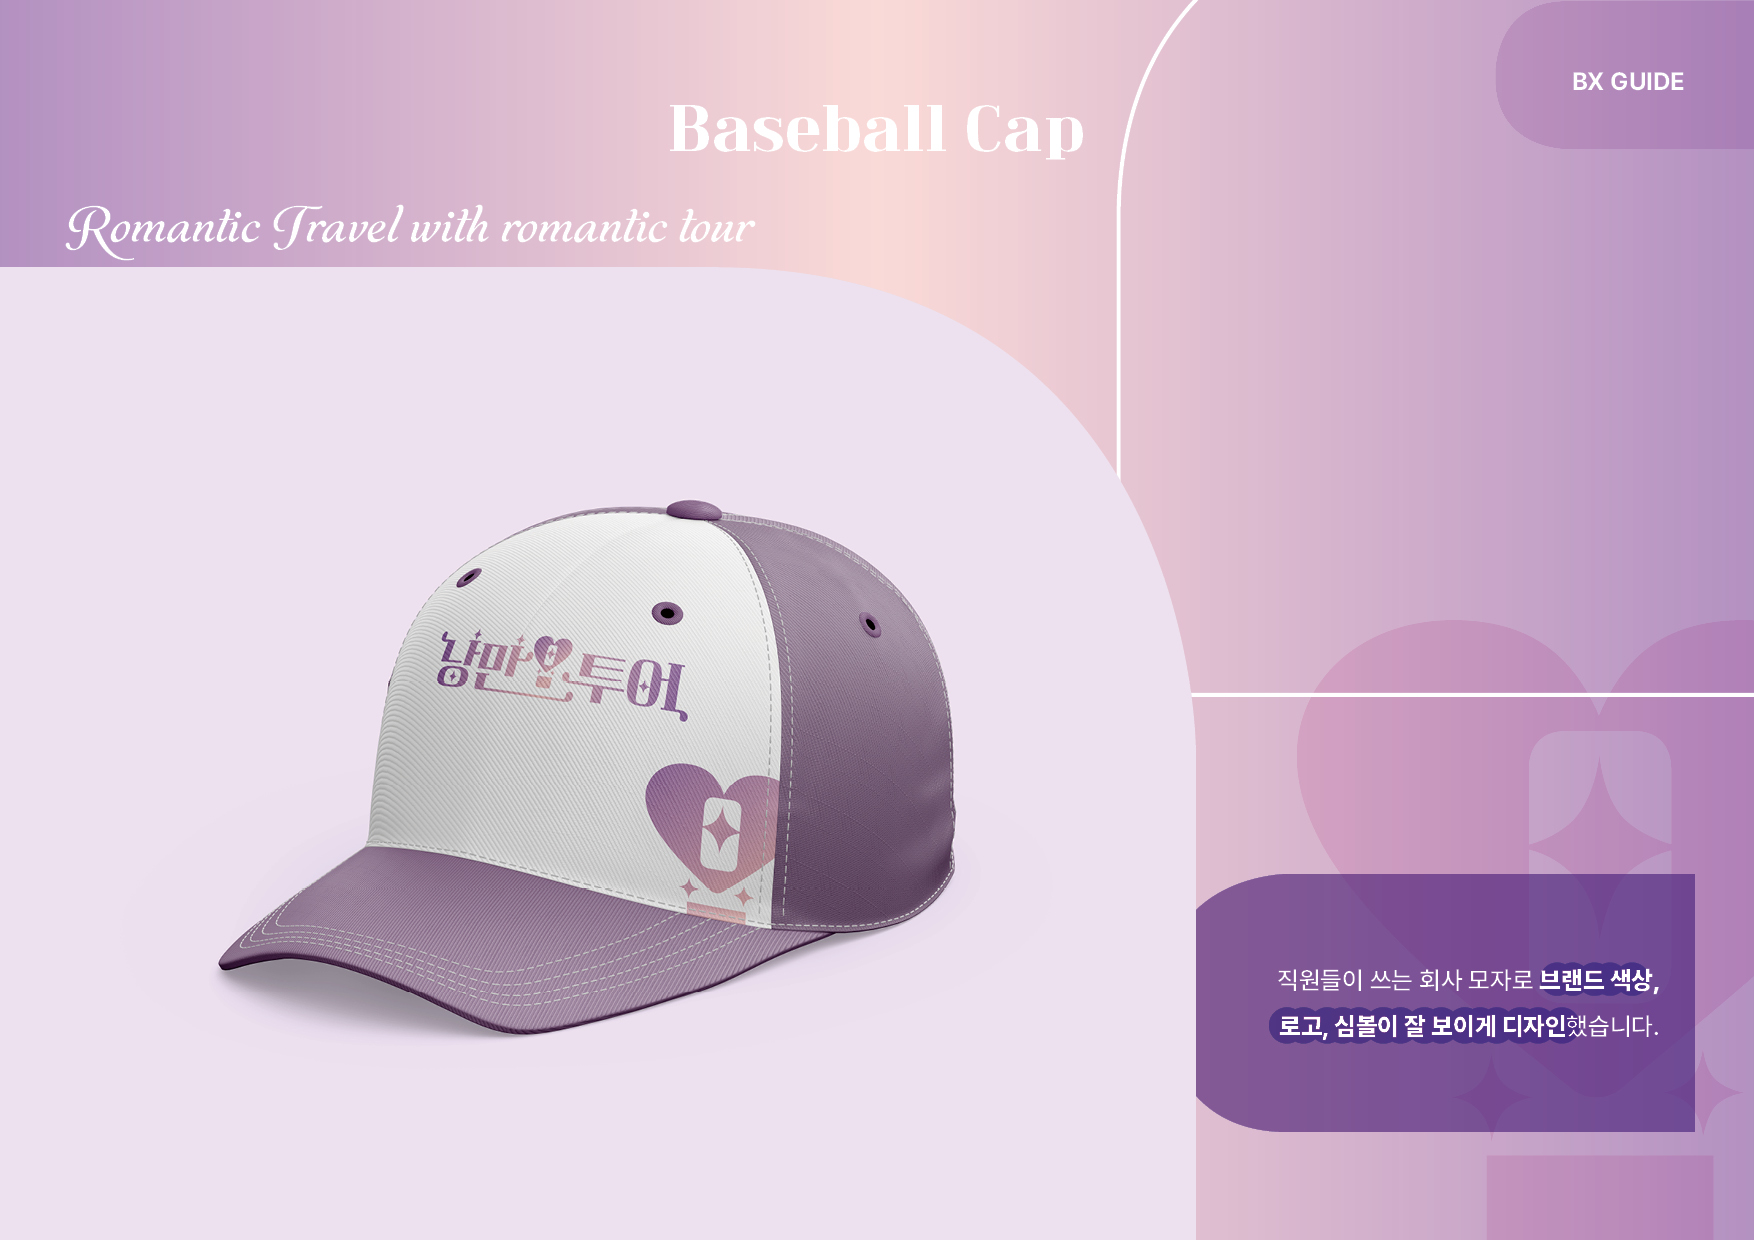 BX GUIDE
Baseball Cap
Romantic Travel with romantic tour
낭만투어
직원들이 쓰는 회사 모자로 브랜드 색상,
로고, 심볼이 잘 보이게 디자인했습니다.